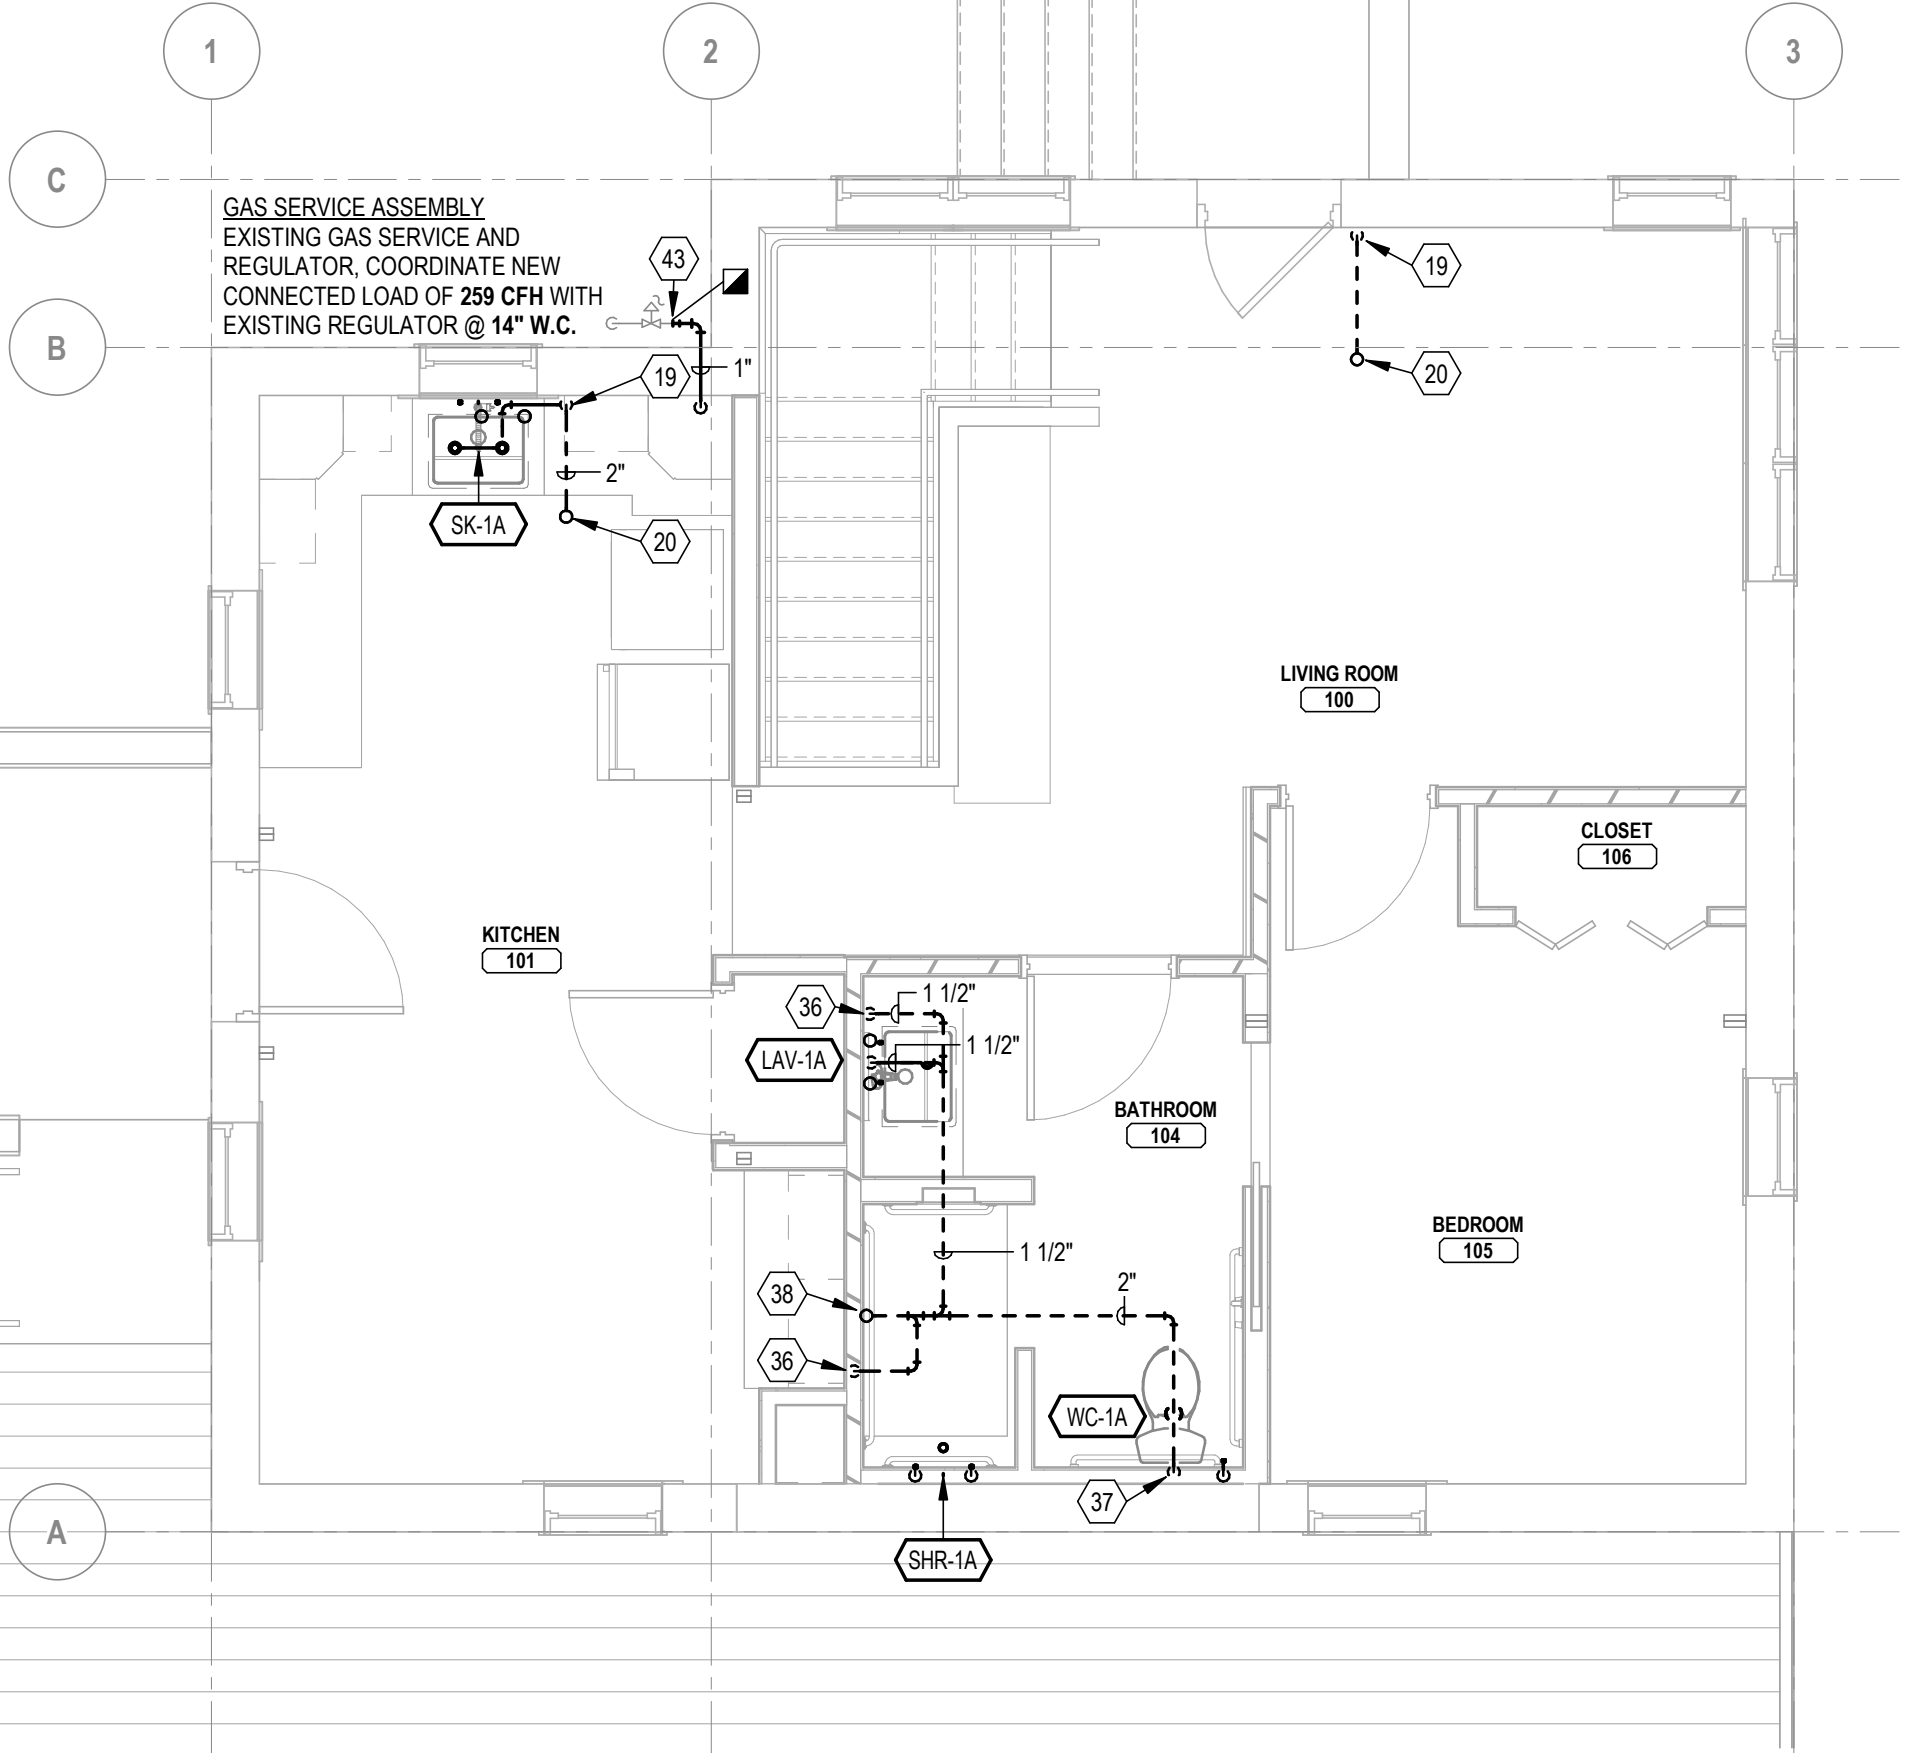 1
2
3
C
GAS SERVICE ASSEMBLY
EXISTING GAS SERVICE AND
REGULATOR, COORDINATE NEW
CONNECTED LOAD OF 259 CFH WITH
EXISTING REGULATOR @ 14" W.C.
43
19
B
1"
19
20
2"
SK-1A
20
LIVING ROOM
100
CLOSET
106
KITCHEN
101
36
1 1/2"
LAV-1A
1 1/2"
BATHROOM
104
BEDROOM
105
1 1/2"
38
2"
36
WC-1A
37
A
SHR-1A